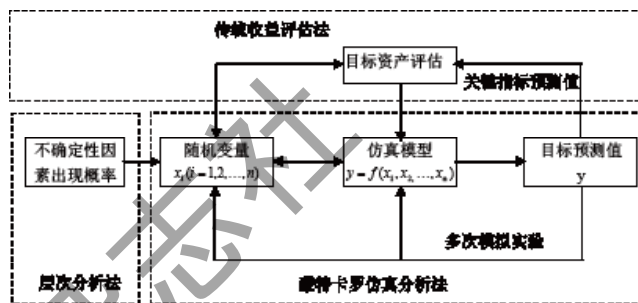 传统收益评估法
目标资产评估
关键指标预测值
不确定性因
素出现概率
随机变量
x_i(i=1,2,...,n)
仿真模型
y=f(x_1,x_2,...,x_n)
目标预测值
y
多次模拟实验
层次分析法
蒙特卡罗仿真分析法
志社